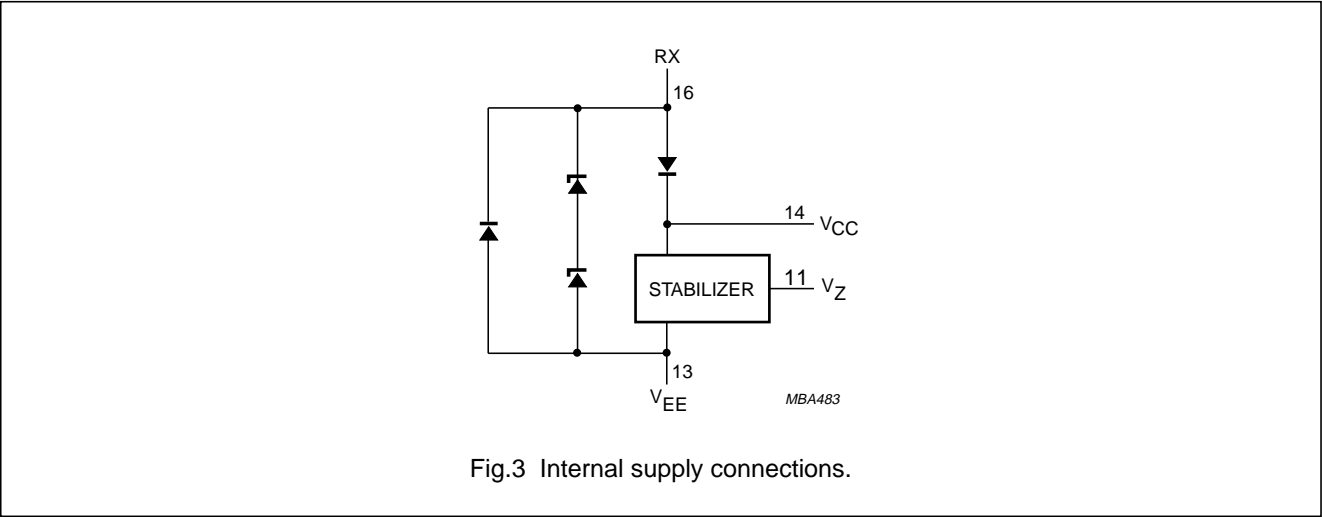 RX
16
14 VCC
STABILIZER
11 VZ
13
VEE
MBA483
Fig.3 Internal supply connections.